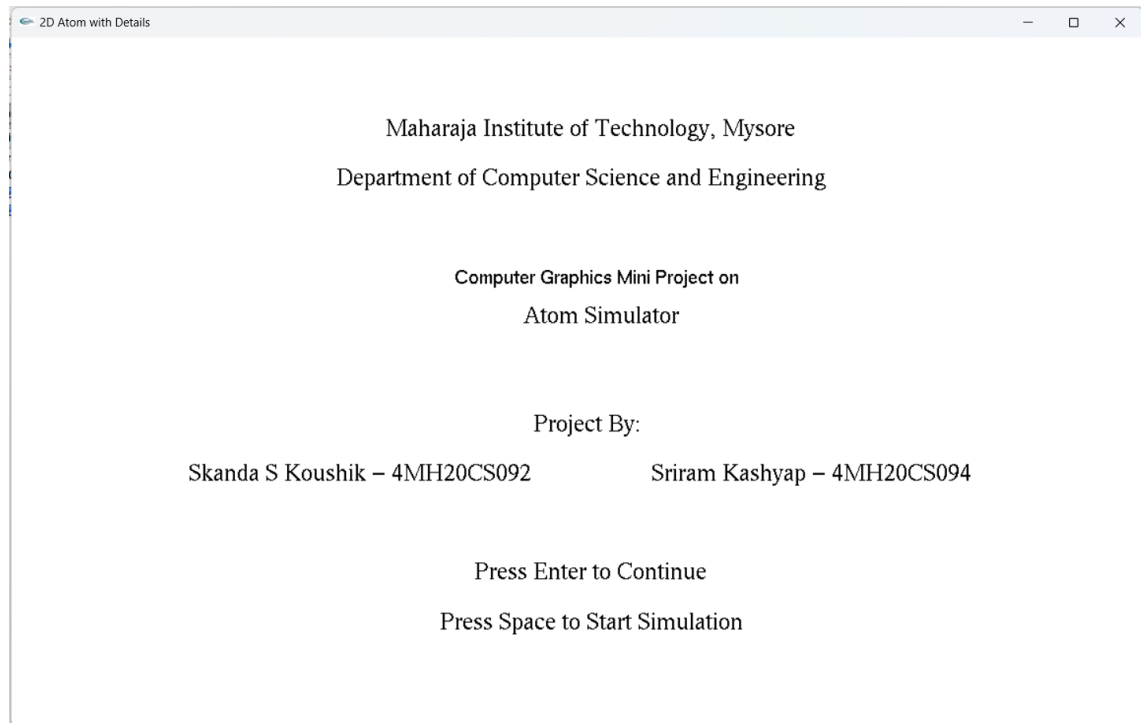 2D Atom with Details
Maharaja Institute of Technology, Mysore
Department of Computer Science and Engineering
Computer Graphics Mini Project on
Atom Simulator
Project By:
Skanda S Koushik – 4MH20CS092 Sriram Kashyap – 4MH20CS094
Press Enter to Continue
Press Space to Start Simulation